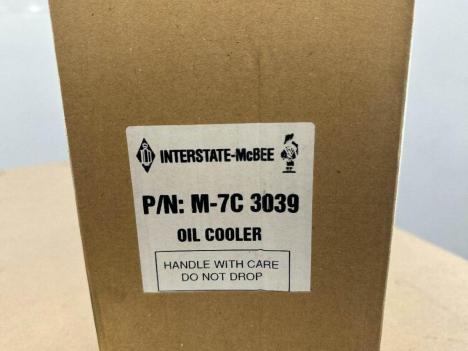 INTERSTATE-McBEE
P/N: M-7C 3039
OIL COOLER
HANDLE WITH CARE
DO NOT DROP